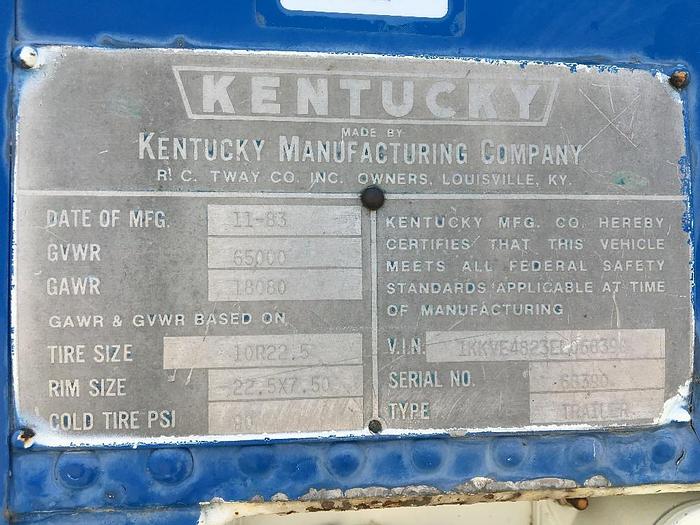 KENTUCKY
MADE BY
KENTUCKY MANUFACTURING COMPANY
R. C. TWAY CO. INC. OWNERS, LOUISVILLE, KY.
DATE OF MFG. 11-83
GVWR 65000
GAWR 18080
GAWR & GVWR BASED ON
TIRE SIZE 10R22.5
RIM SIZE 22.5X7.50
COLD TIRE PSI 90
KENTUCKY MFG. CO. HEREBY
CERTIFIES THAT THIS VEHICLE
MEETS ALL FEDERAL SAFETY
STANDARDS APPLICABLE AT TIME
OF MANUFACTURING
V.I.N.
SERIAL NO.
TYPE TRAILER